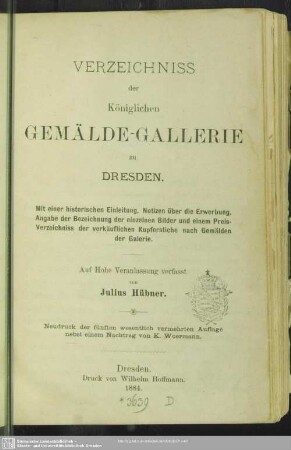 VERZEICHNISS
der
Königlichen
GEMÄLDE-GALLERIE
zu
DRESDEN.
Mit einer historischen Einleitung, Notizen über die Erwerbung,
Angabe der Bezeichnung der einzelnen Bilder und einem Preis-
Verzeichniss der verkäuflichen Kupferstiche nach Gemälden
der Galerie.
Auf Hohe Veranlassung verfasst
von
Julius Hübner.
Neudruck der fünften wesentlich vermehrten Auflage
nebst einem Nachtrag von K. Woermann.
Dresden.
Druck von Wilhelm Hoffmann.
1884.
*3639 D